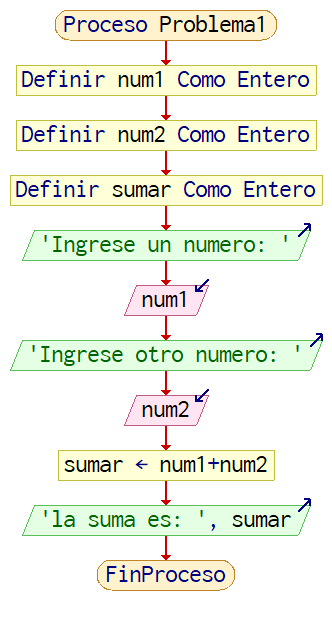 Proceso Problema1
Definir num1 Como Entero
Definir num2 Como Entero
Definir sumar Como Entero
'Ingrese un numero: '
num1
'Ingrese otro numero: '
num2
sumar ← num1+num2
'la suma es: ', sumar
FinProceso